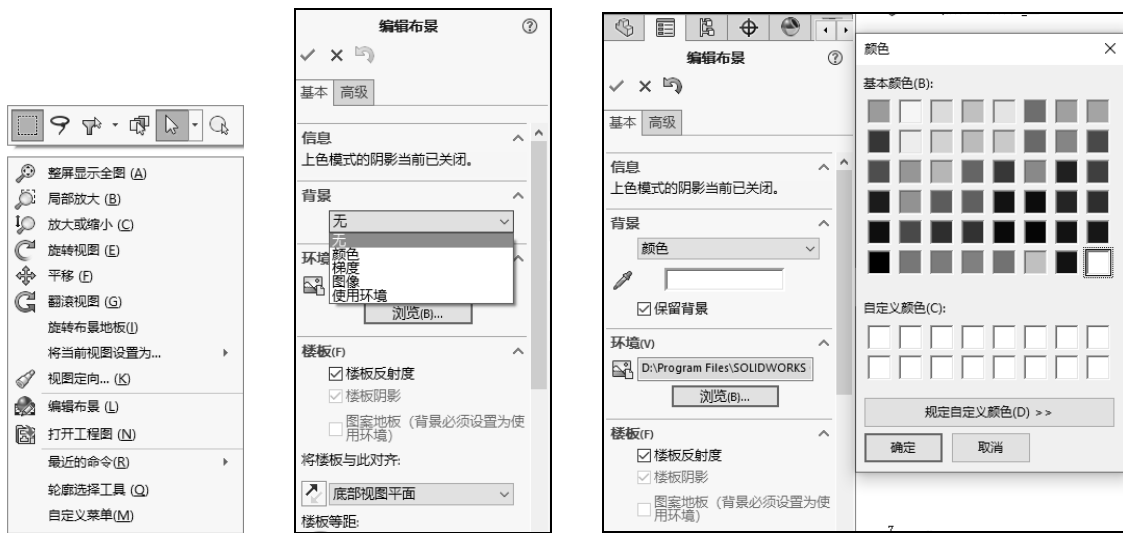 整屏显示全图 (A)
局部放大 (B)
放大或缩小 (C)
旋转视图 (E)
平移 (F)
翻滚视图 (G)
旋转布景地板(I)
将当前视图设置为...
视图定向... (K)
编辑布景 (L)
打开工程图 (N)
最近的命令(R)
轮廓选择工具 (Q)
自定义菜单(M)
编辑布景
基本 高级
信息
上色模式的阴影当前已关闭。
背景
无
无
颜色
梯度
图像
使用环境
环境
浏览(B)...
楼板(F)
楼板反射度
楼板阴影
图案地板（背景必须设置为使
用环境）
将楼板与此对齐:
底部视图平面
楼板等距:
编辑布景
基本 高级
信息
上色模式的阴影当前已关闭。
背景
颜色
保留背景
环境(V)
D:\Program Files\SOLIDWORKS
浏览(B)...
楼板(F)
楼板反射度
楼板阴影
图案地板（背景必须设置为使
用环境）
颜色
基本颜色(B):
自定义颜色(C):
规定自定义颜色(D) >>
确定 取消